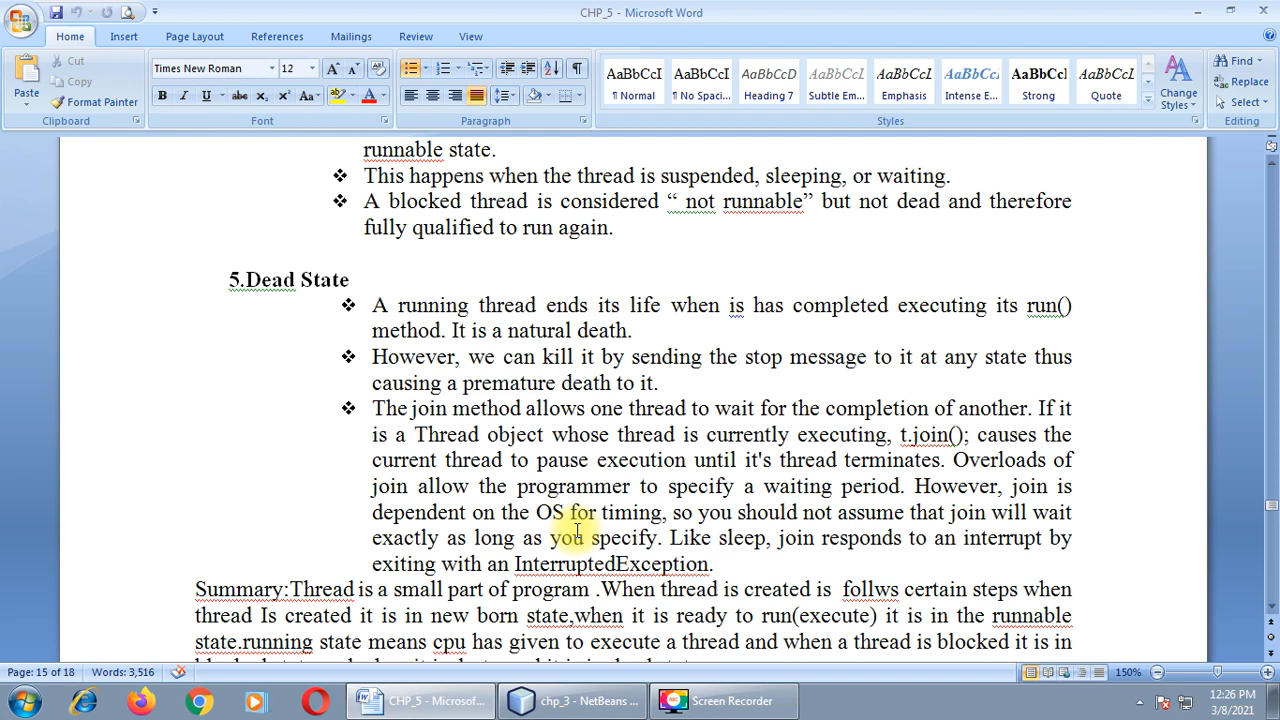 CHP_5 - Microsoft Word
Home Insert Page Layout References Mailings Review View
Paste
Cut
Copy
Format Painter
Clipboard
Times New Roman 12
Font
Paragraph
AaBbCcI AaBbCcI AaBbCcD AaBbCcL AaBbCcL AaBbCcL AaBbCcI AaBbCcL
¶ Normal ¶ No Spaci... Heading 7 Subtle Em... Emphasis Intense E... Strong Quote
Change Styles
Styles
Find
Replace
Select
Editing
runnable state.
❖ This happens when the thread is suspended, sleeping, or waiting.
❖ A blocked thread is considered “ not runnable” but not dead and therefore
fully qualified to run again.
5.Dead State
❖ A running thread ends its life when is has completed executing its run()
method. It is a natural death.
❖ However, we can kill it by sending the stop message to it at any state thus
causing a premature death to it.
❖ The join method allows one thread to wait for the completion of another. If it
is a Thread object whose thread is currently executing, t.join(); causes the
current thread to pause execution until it's thread terminates. Overloads of
join allow the programmer to specify a waiting period. However, join is
dependent on the OS for timing, so you should not assume that join will wait
exactly as long as you specify. Like sleep, join responds to an interrupt by
exiting with an InterruptedException.
Summary:Thread is a small part of program .When thread is created is follws certain steps when
thread Is created it is in new born state,when it is ready to run(execute) it is in the runnable
state.running state means cpu has given to execute a thread and when a thread is blocked it is in
Page: 15 of 18 Words: 3,516 150%
CHP_5 - Microsof... chp_3 - NetBeans ... Screen Recorder
12:26 PM
3/8/2021